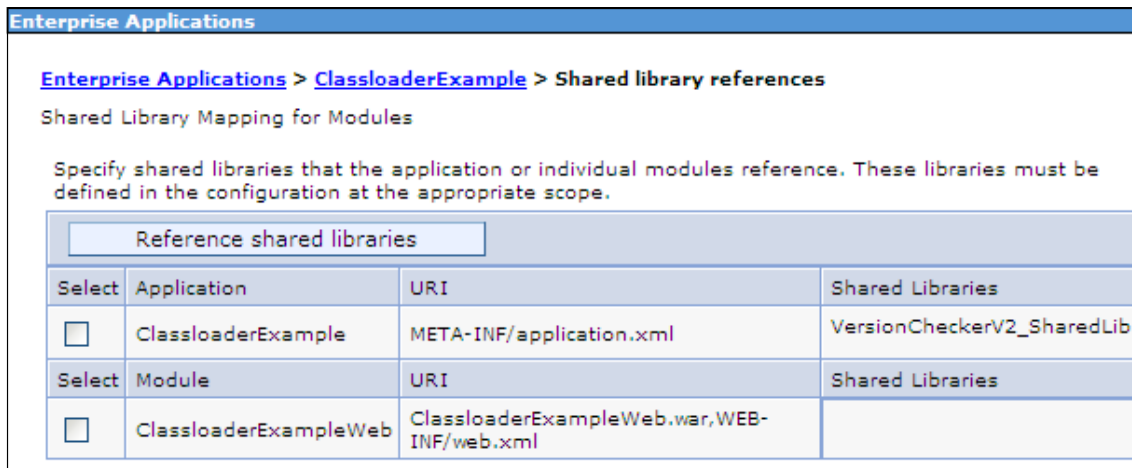 Enterprise Applications
Enterprise Applications > ClassloaderExample > Shared library references
Shared Library Mapping for Modules
Specify shared libraries that the application or individual modules reference. These libraries must be
defined in the configuration at the appropriate scope.
Reference shared libraries
Select Application URI Shared Libraries
ClassloaderExample META-INF/application.xml VersionCheckerV2_SharedLib
Select Module URI Shared Libraries
ClassloaderExampleWeb ClassloaderExampleWeb.war,WEB-
INF/web.xml